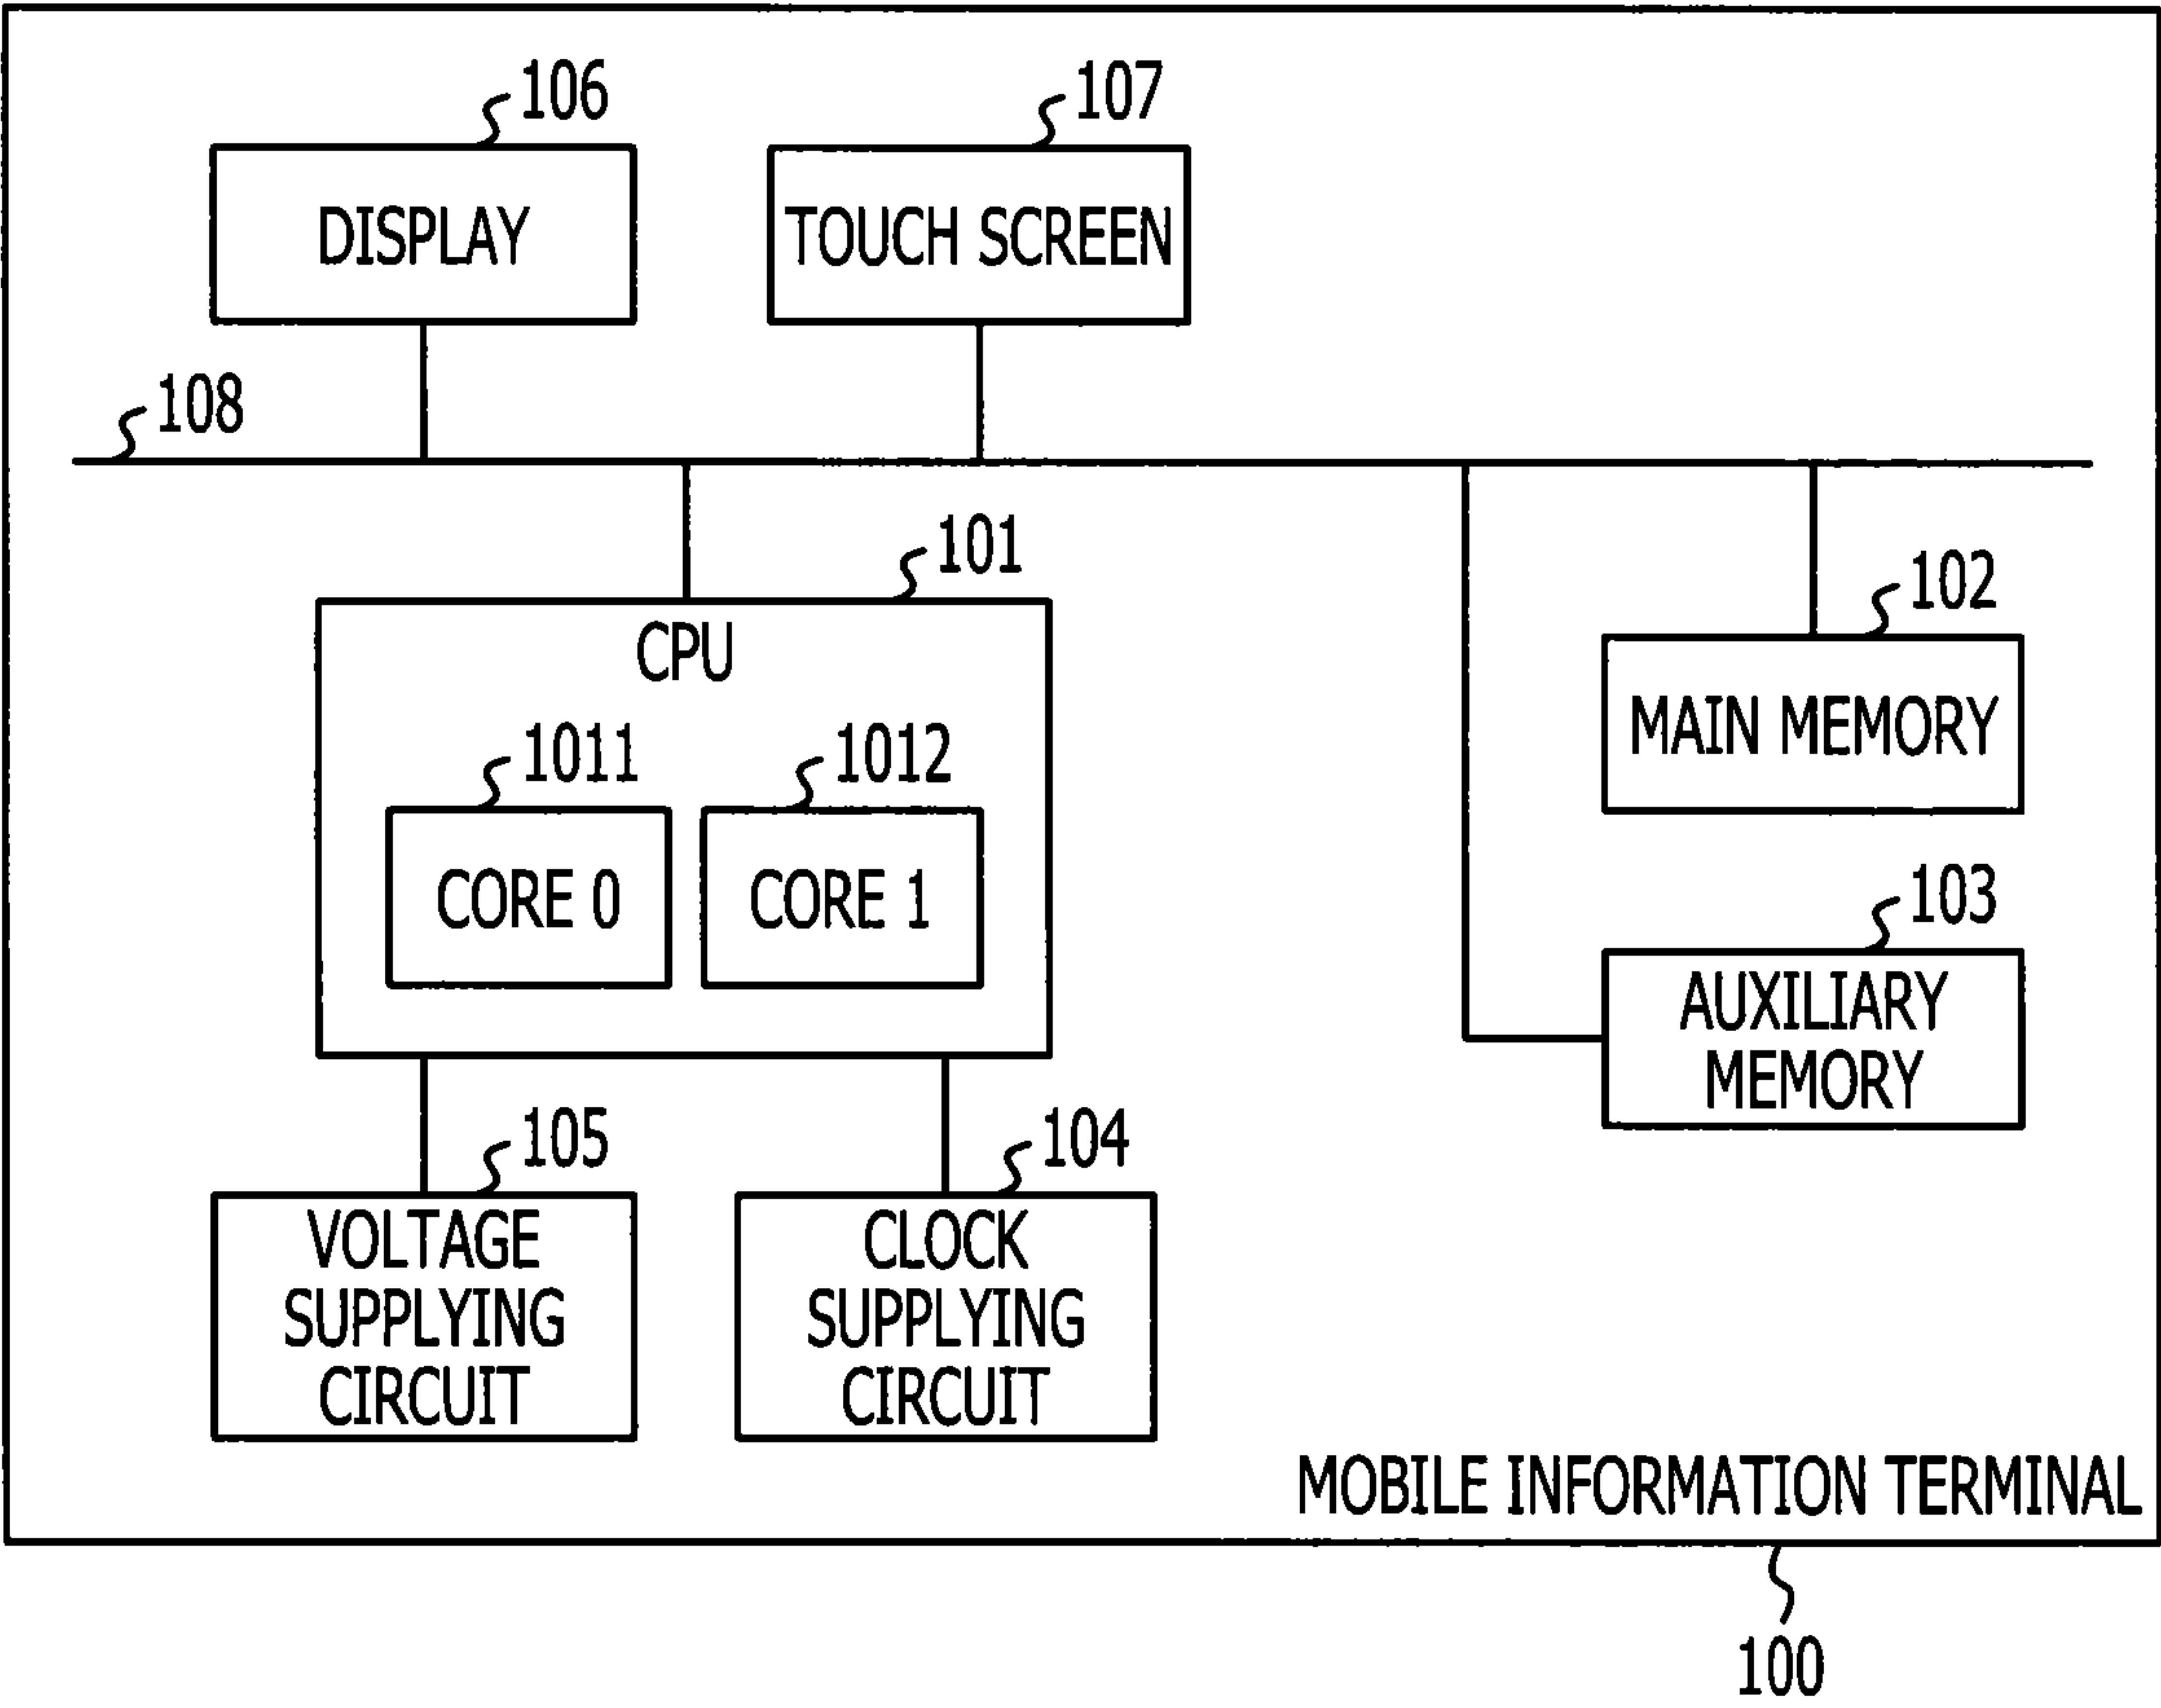 106
107
DISPLAY
TOUCH SCREEN
108
101
CPU
102
MAIN MEMORY
1011
1012
CORE 0
CORE 1
103
AUXILIARY
MEMORY
105
104
VOLTAGE
SUPPLYING
CIRCUIT
CLOCK
SUPPLYING
CIRCUIT
MOBILE INFORMATION TERMINAL
100